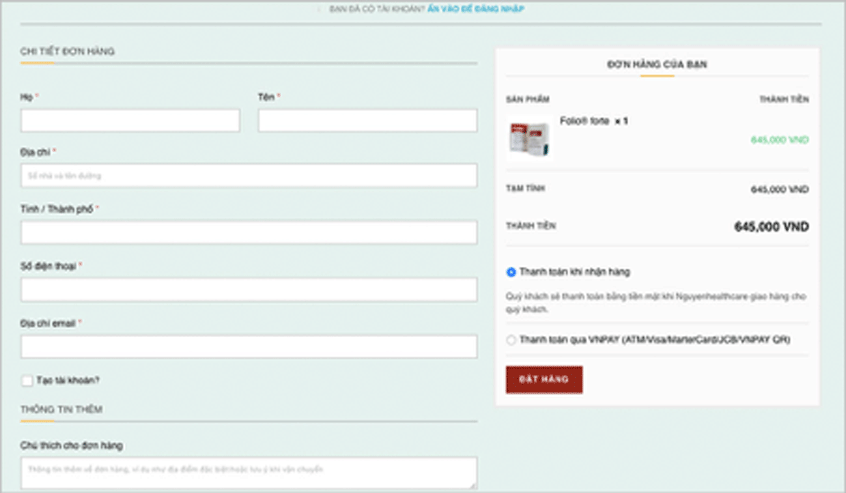 BẠN ĐÃ CÓ TÀI KHOẢN? ẤN VÀO ĐỂ ĐĂNG NHẬP
CHI TIẾT ĐƠN HÀNG
Họ *
Tên *
Địa chỉ *
Số nhà và tên đường
Tỉnh / Thành phố *
Số điện thoại *
Địa chỉ email *
Tạo tài khoản?
THÔNG TIN THÊM
Chú thích cho đơn hàng
Thông tin thêm về đơn hàng, ví dụ như địa điểm đặc biệt hoặc lưu ý khi vận chuyển
ĐƠN HÀNG CỦA BẠN
SẢN PHẨM THÀNH TIỀN
Folio® forte × 1
645,000 VND
TẠM TÍNH 645,000 VND
THÀNH TIỀN 645,000 VND
Thanh toán khi nhận hàng
Quý khách sẽ thanh toán bằng tiền mặt khi Nguyenhealthcare giao hàng cho
quý khách.
Thanh toán qua VNPAY (ATM/Visa/MarterCard/JCB/VNPAY QR)
ĐẶT HÀNG